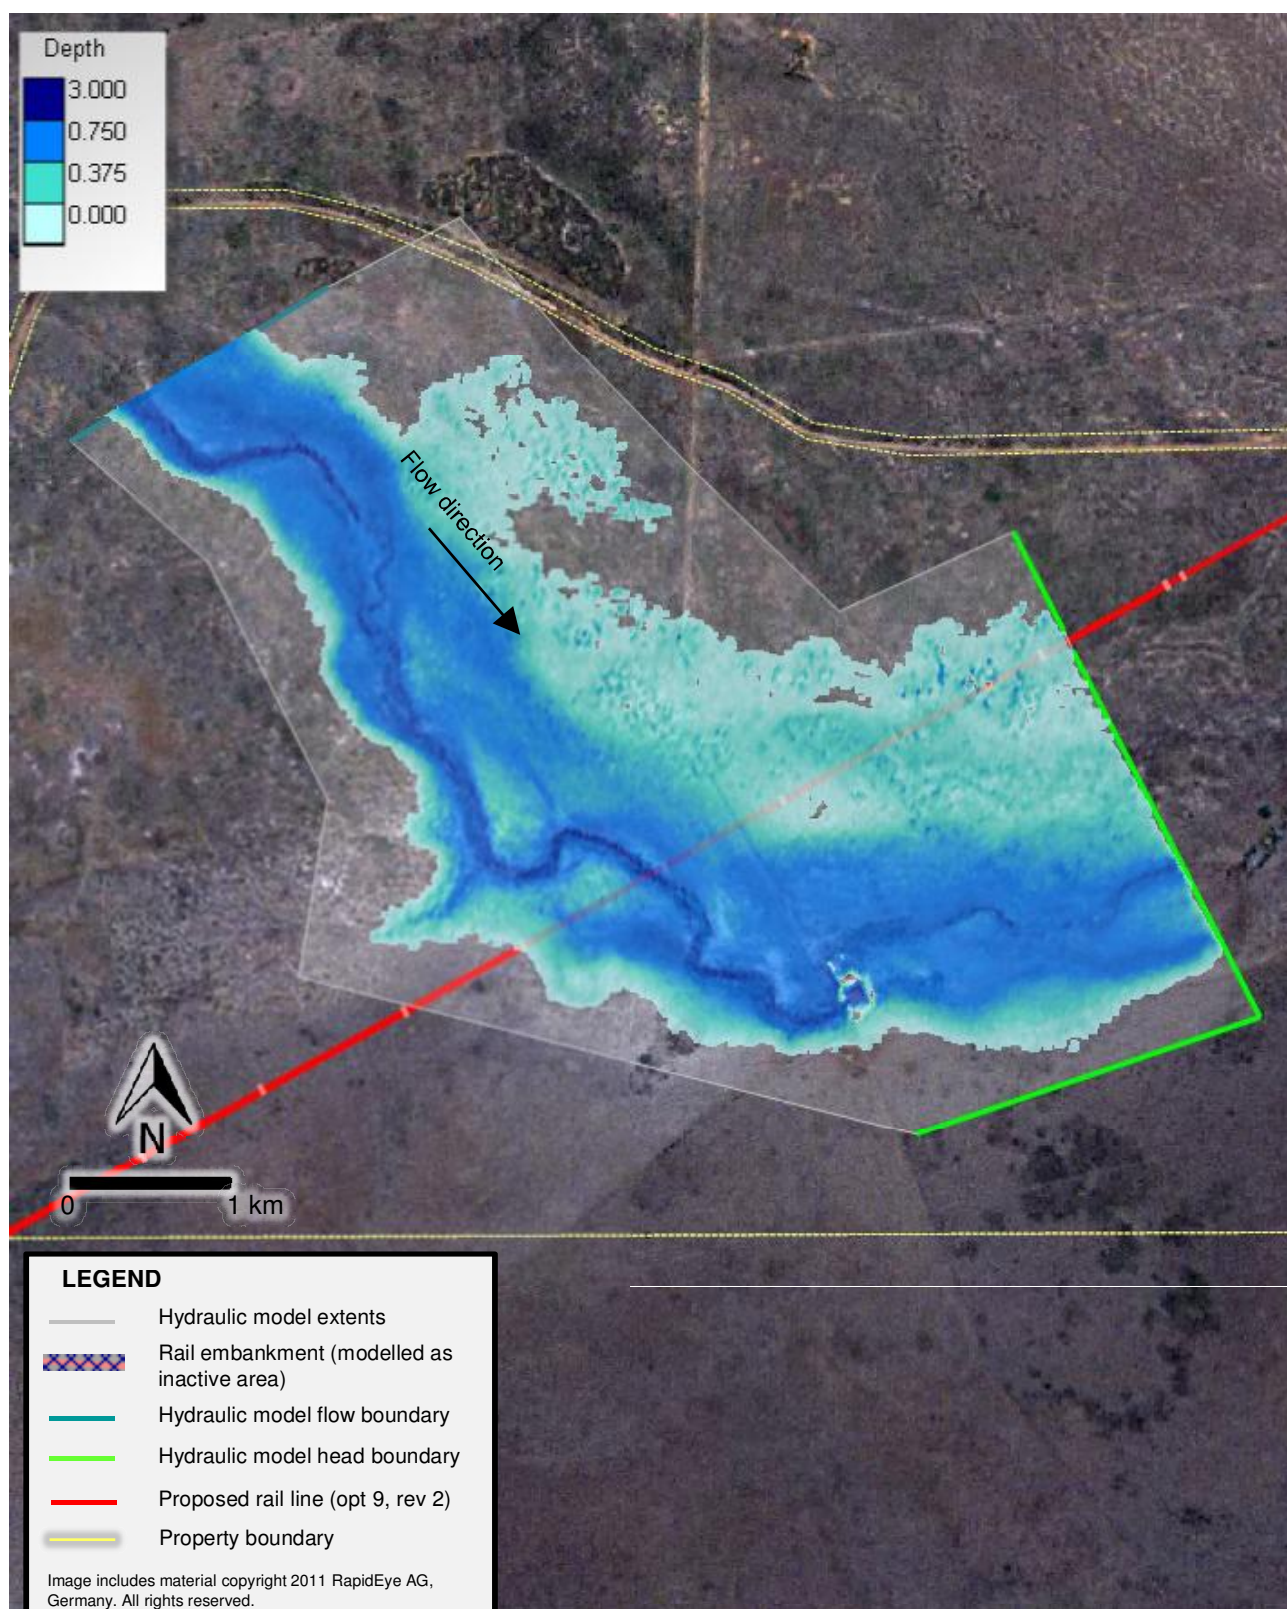 Depth
3.000
0.750
0.375
0.000
Flow direction
N
0 1 km
LEGEND
Hydraulic model extents
Rail embankment (modelled as
inactive area)
Hydraulic model flow boundary
Hydraulic model head boundary
Proposed rail line (opt 9, rev 2)
Property boundary
Image includes material copyright 2011 RapidEye AG,
Germany. All rights reserved.